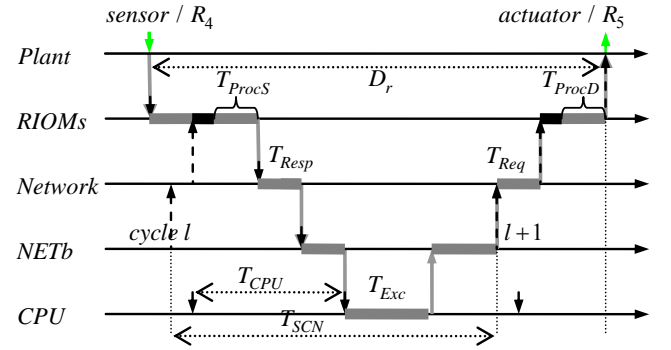 sensor / R4 actuator / R5
Plant
TProcS Dr TProcD
RIOMs
TResp TReq
Network
cycle l l+1
NETb
TCPU TExc
CPU
TSCN